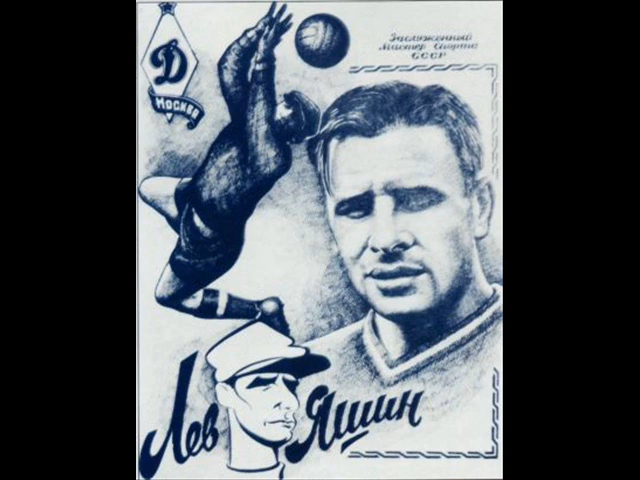 Д
МОСКВА
Заслуженный
Мастер Спорта
СССР
Лев Яшин